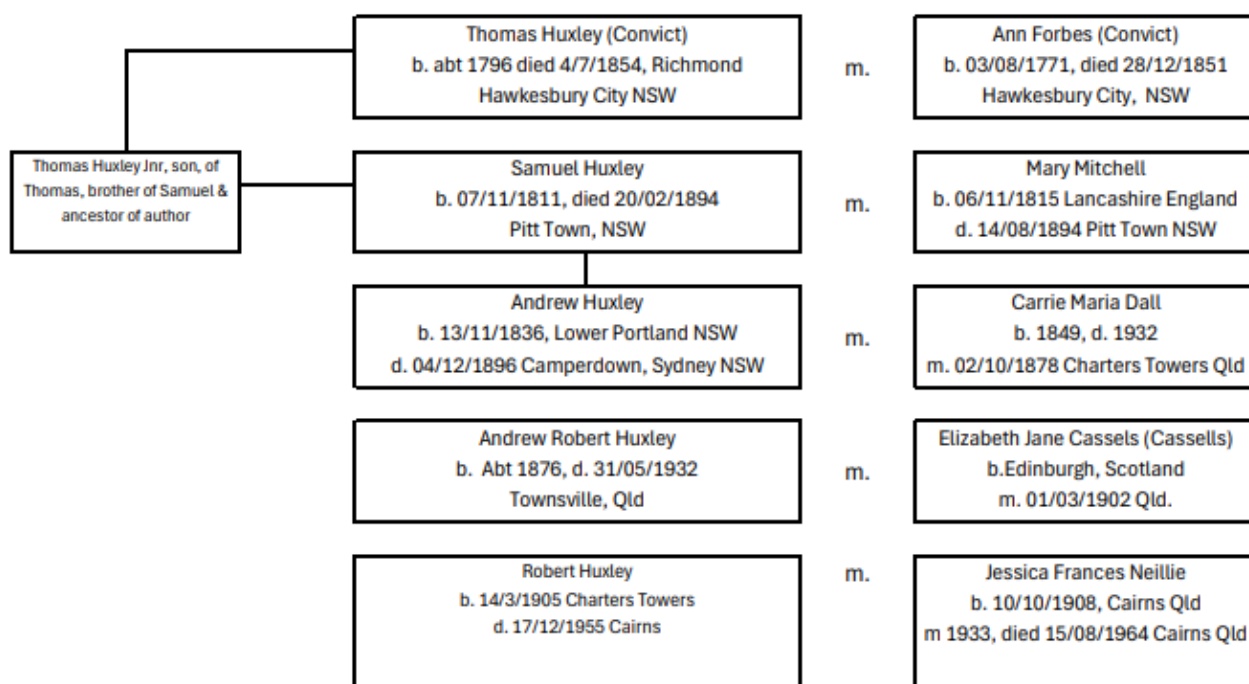 Thomas Huxley (Convict)
b. abt 1796 died 4/7/1854, Richmond
Hawkesbury City NSW
m.
Ann Forbes (Convict)
b. 03/08/1771, died 28/12/1851
Hawkesbury City, NSW
Thomas Huxley Jnr, son, of
Thomas, brother of Samuel &
ancestor of author
Samuel Huxley
b. 07/11/1811, died 20/02/1894
Pitt Town, NSW
m.
Mary Mitchell
b. 06/11/1815 Lancashire England
d. 14/08/1894 Pitt Town NSW
Andrew Huxley
b. 13/11/1836, Lower Portland NSW
d. 04/12/1896 Camperdown, Sydney NSW
m.
Carrie Maria Dall
b. 1849, d. 1932
m. 02/10/1878 Charters Towers Qld
Andrew Robert Huxley
b. Abt 1876, d. 31/05/1932
Townsville, Qld
m.
Elizabeth Jane Cassels (Cassells)
b.Edinburgh, Scotland
m. 01/03/1902 Qld.
Robert Huxley
b. 14/3/1905 Charters Towers
d. 17/12/1955 Cairns
m.
Jessica Frances Neillie
b. 10/10/1908, Cairns Qld
m 1933, died 15/08/1964 Cairns Qld